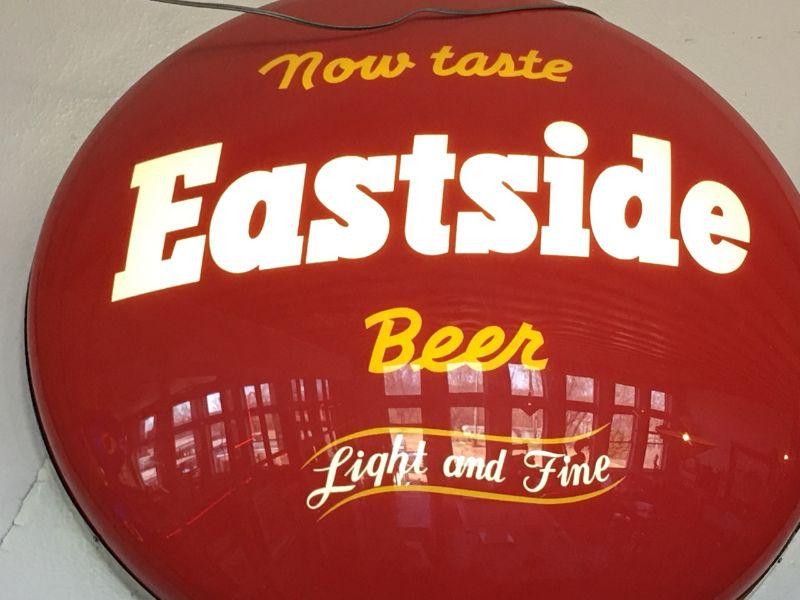 Now taste
Eastside
Beer
Light and Fine